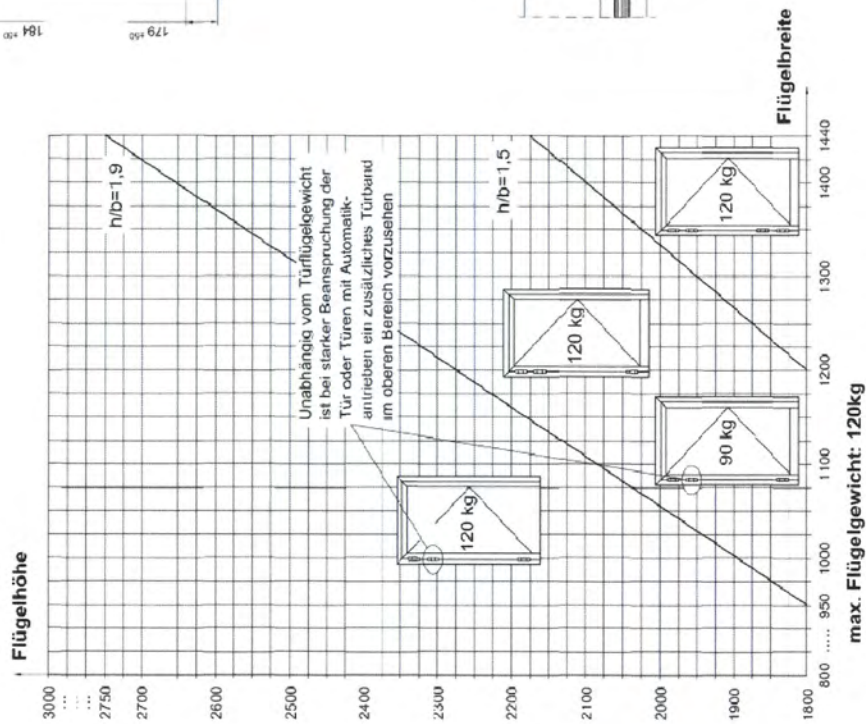 184 ±50
179 ±50
Flügelhöhe
3000
2750
2700
2600
2500
2400
2300
2200
2100
2000
1900
1800
h/b=1,9
Unabhängig vom Türflügelgewicht
ist bei starker Beanspruchung der
Tür oder Türen mit Automatik-
antrieben ein zusätzliches Türband
im oberen Bereich vorzusehen
h/b=1,5
120 kg
120 kg
90 kg
120 kg
800 ..... 950 1000 1100 1200 1300 1400 1440
Flügelbreite
max. Flügelgewicht: 120kg